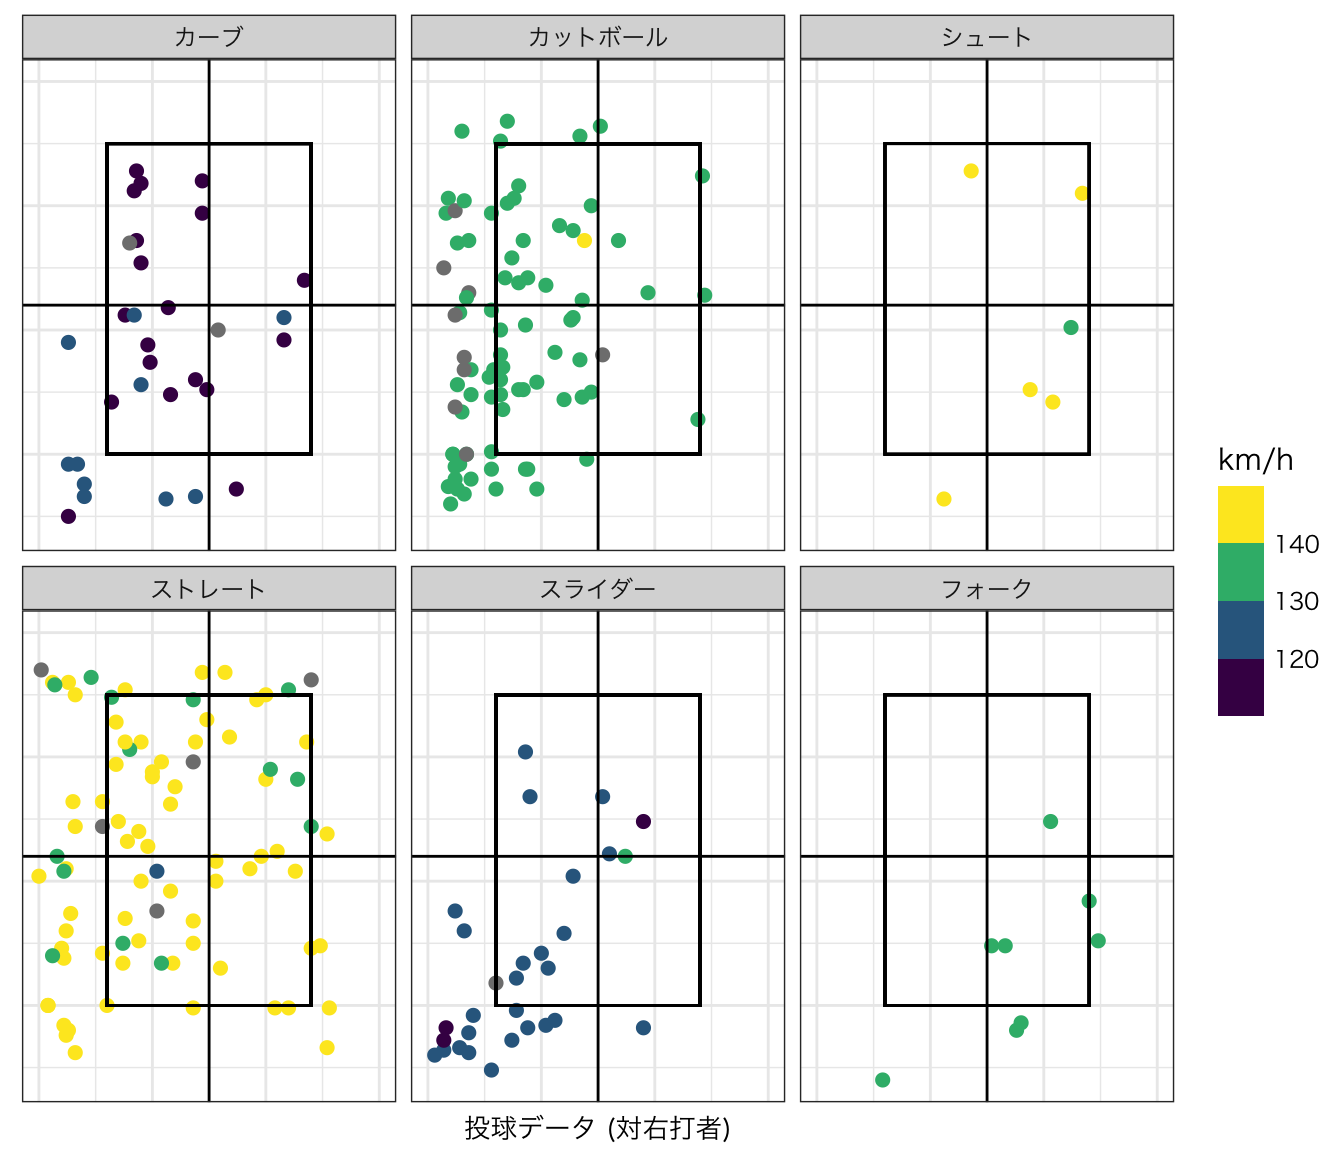 カーブ
カットボール
シュート
km/h
140
130
120
ストレート
スライダー
フォーク
投球データ (対右打者)